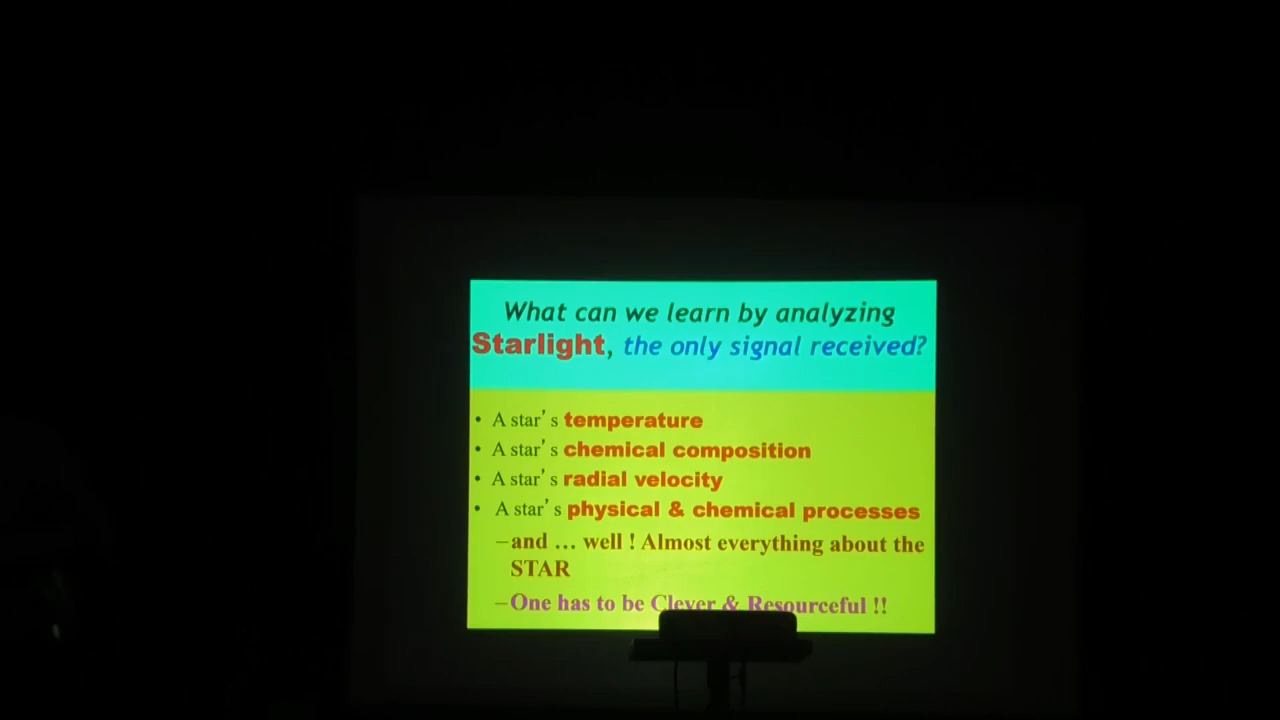 What can we learn by analyzing
Starlight, the only signal received?
• A star's temperature
• A star's chemical composition
• A star's radial velocity
• A star's physical & chemical processes
–and ... well ! Almost everything about the
STAR
–One has to be Clever & Resourceful !!